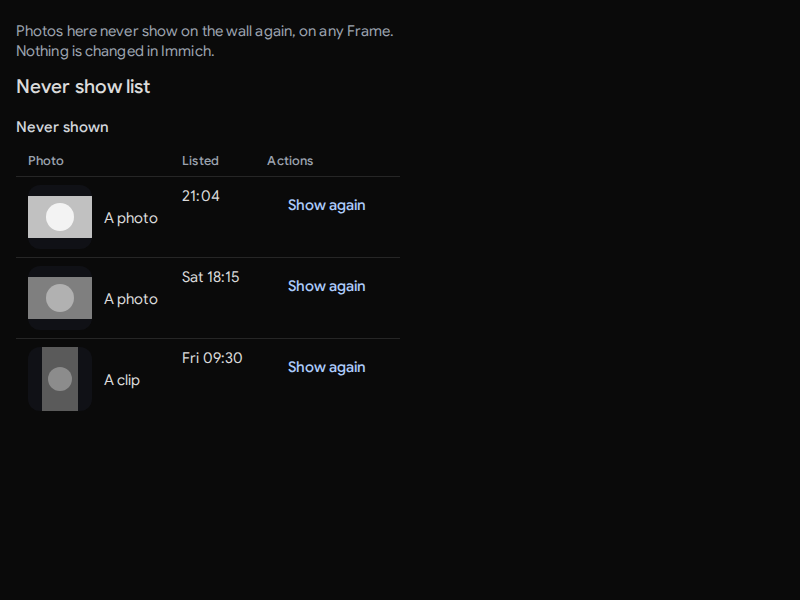 Photos here never show on the wall again, on any Frame.
Nothing is changed in Immich.
Never show list
Never shown
Photo Listed Actions
A photo 21:04 Show again
A photo Sat 18:15 Show again
A clip Fri 09:30 Show again